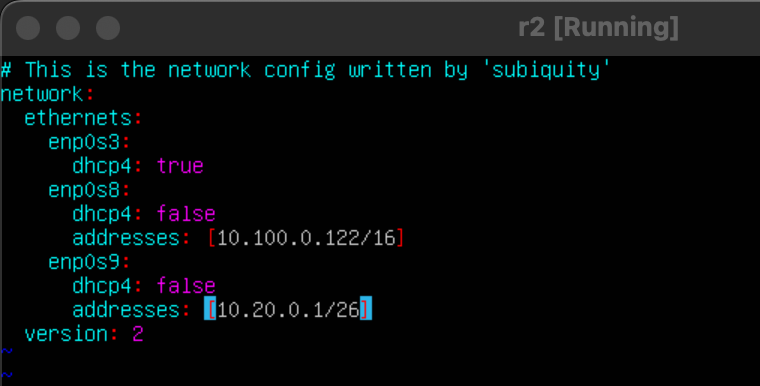 r2 [Running]
# This is the network config written by 'subiquity'
network:
  ethernets:
    enp0s3:
      dhcp4: true
    enp0s8:
      dhcp4: false
      addresses: [10.100.0.122/16]
    enp0s9:
      dhcp4: false
      addresses: [10.20.0.1/26]
  version: 2
~
~